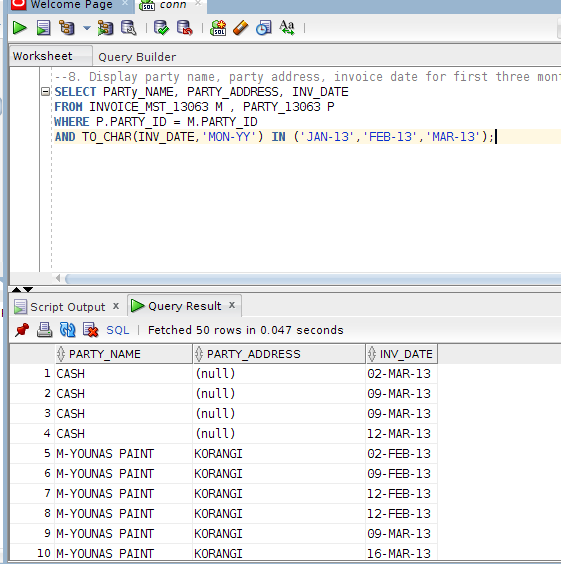 Welcome Page conn
Worksheet Query Builder
--8. Display party name, party address, invoice date for first three mon
SELECT PARTy_NAME, PARTY_ADDRESS, INV_DATE
FROM INVOICE_MST_13063 M , PARTY_13063 P
WHERE P.PARTY_ID = M.PARTY_ID
AND TO_CHAR(INV_DATE,'MON-YY') IN ('JAN-13','FEB-13','MAR-13');
Script Output x Query Result x
SQL | Fetched 50 rows in 0.047 seconds
PARTY_NAME PARTY_ADDRESS INV_DATE
1 CASH (null) 02-MAR-13
2 CASH (null) 09-MAR-13
3 CASH (null) 09-MAR-13
4 CASH (null) 12-MAR-13
5 M-YOUNAS PAINT KORANGI 02-FEB-13
6 M-YOUNAS PAINT KORANGI 09-FEB-13
7 M-YOUNAS PAINT KORANGI 12-FEB-13
8 M-YOUNAS PAINT KORANGI 12-FEB-13
9 M-YOUNAS PAINT KORANGI 09-MAR-13
10 M-YOUNAS PAINT KORANGI 16-MAR-13